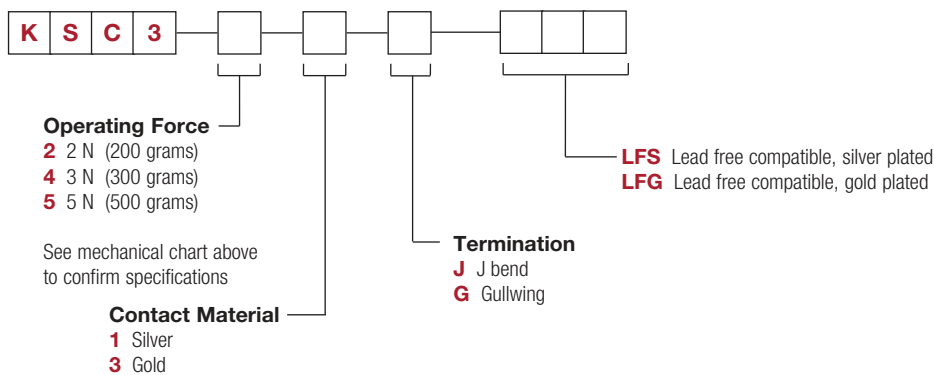 K S C 3
Operating Force
2 2 N (200 grams)
4 3 N (300 grams)
5 5 N (500 grams)
See mechanical chart above
to confirm specifications
Contact Material
1 Silver
3 Gold
Termination
J J bend
G Gullwing
LFS Lead free compatible, silver plated
LFG Lead free compatible, gold plated